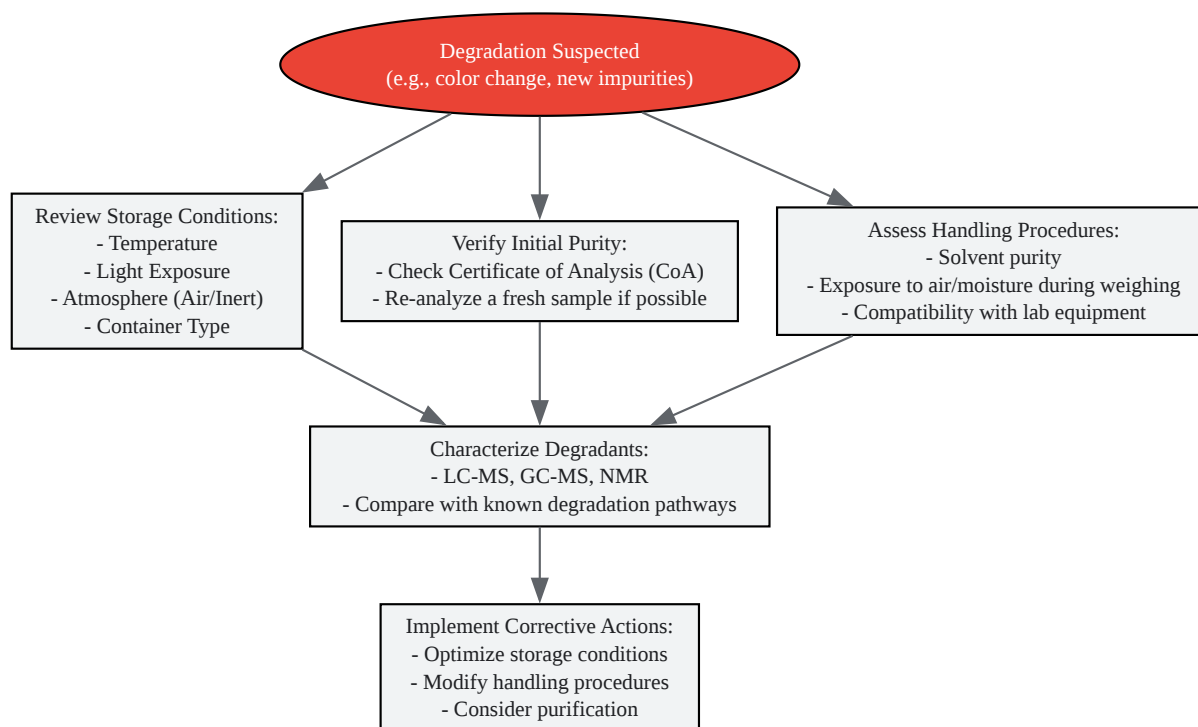 Degradation Suspected
(e.g., color change, new impurities)
Review Storage Conditions:
- Temperature
- Light Exposure
- Atmosphere (Air/Inert)
- Container Type
Verify Initial Purity:
- Check Certificate of Analysis (CoA)
- Re-analyze a fresh sample if possible
Assess Handling Procedures:
- Solvent purity
- Exposure to air/moisture during weighing
- Compatibility with lab equipment
Characterize Degradants:
- LC-MS, GC-MS, NMR
- Compare with known degradation pathways
Implement Corrective Actions:
- Optimize storage conditions
- Modify handling procedures
- Consider purification